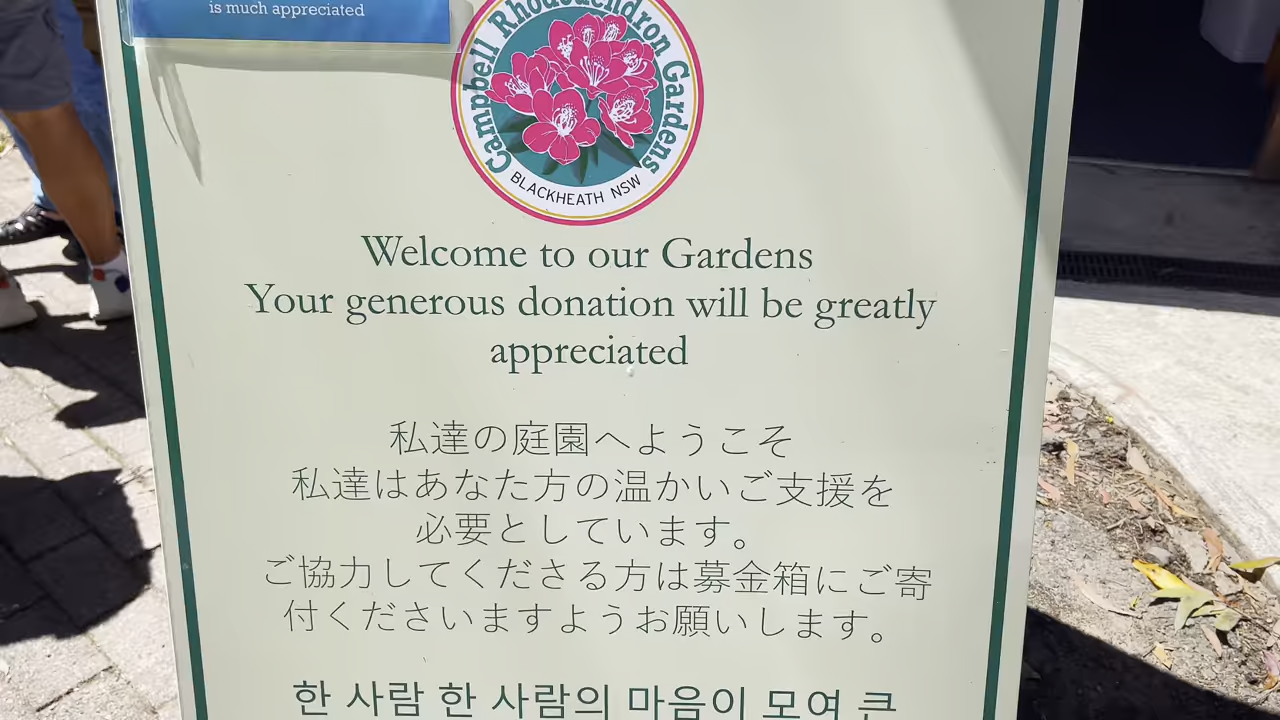 is much appreciated
Campbell Rhododendron Gardens
BLACKHEATH NSW
Welcome to our Gardens
Your generous donation will be greatly
appreciated
私達の庭園へようこそ
私達はあなた方の温かいご支援を
必要としています。
ご協力してくださる方は募金箱にご寄
付くださいますようお願いします。
한 사람 한 사람의 마음이 모여 큰